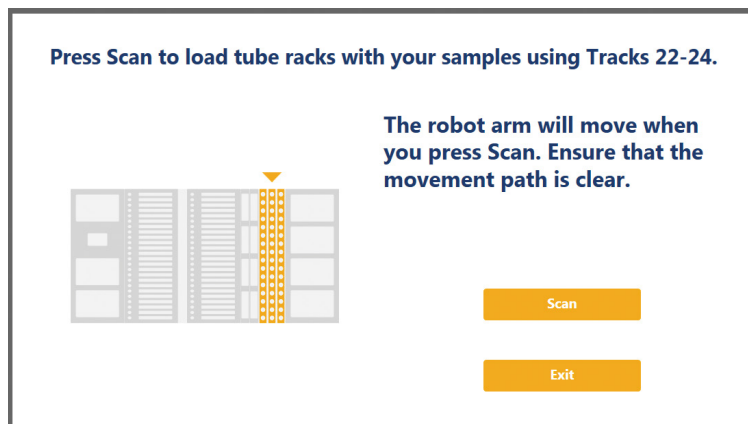 Press Scan to load tube racks with your samples using Tracks 22-24.
The robot arm will move when
you press Scan. Ensure that the
movement path is clear.
Scan
Exit